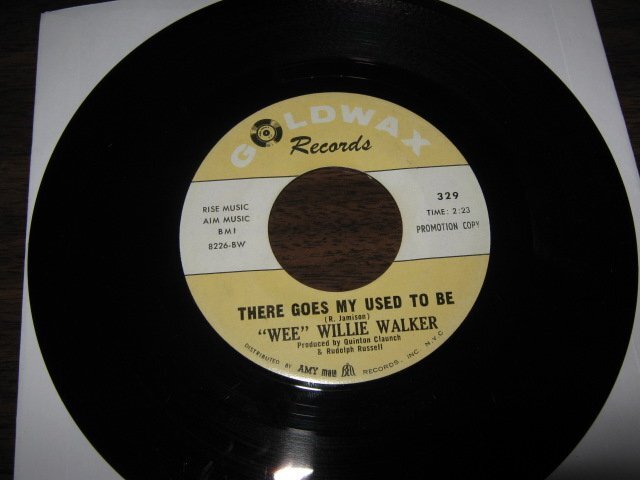 GOLDWAX
Records
RISE MUSIC
AIM MUSIC
BMI
8226-BW
329
TIME: 2:23
PROMOTION COPY
THERE GOES MY USED TO BE
(R. Jamison)
"WEE" WILLIE WALKER
Produced by Quinton Claunch
& Rudolph Russell
DISTRIBUTED BY AMY mala BELL RECORDS, INC. N.Y.C.